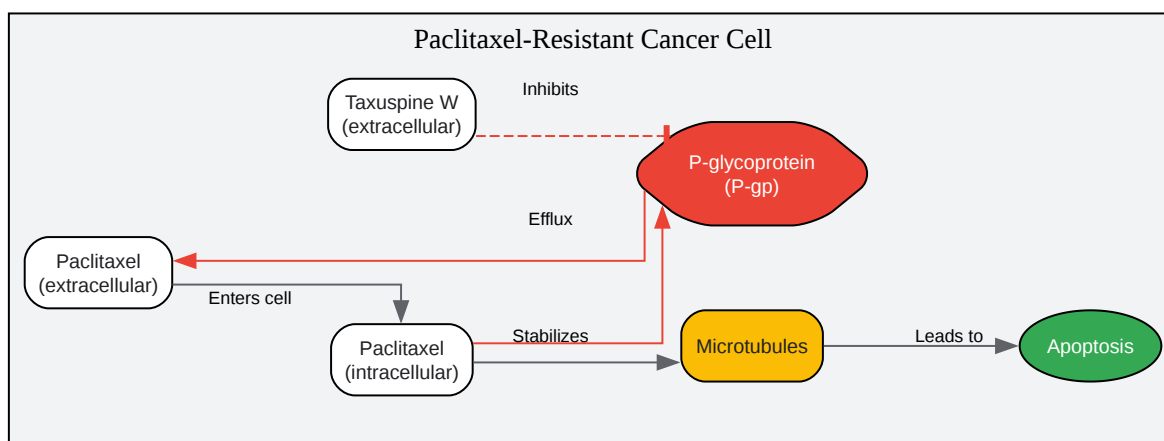 Paclitaxel-Resistant Cancer Cell
Inhibits
Taxuspine W
(extracellular)
P-glycoprotein
(P-gp)
Efflux
Paclitaxel
(extracellular)
Enters cell
Paclitaxel
(intracellular)
Stabilizes
Microtubules
Leads to
Apoptosis